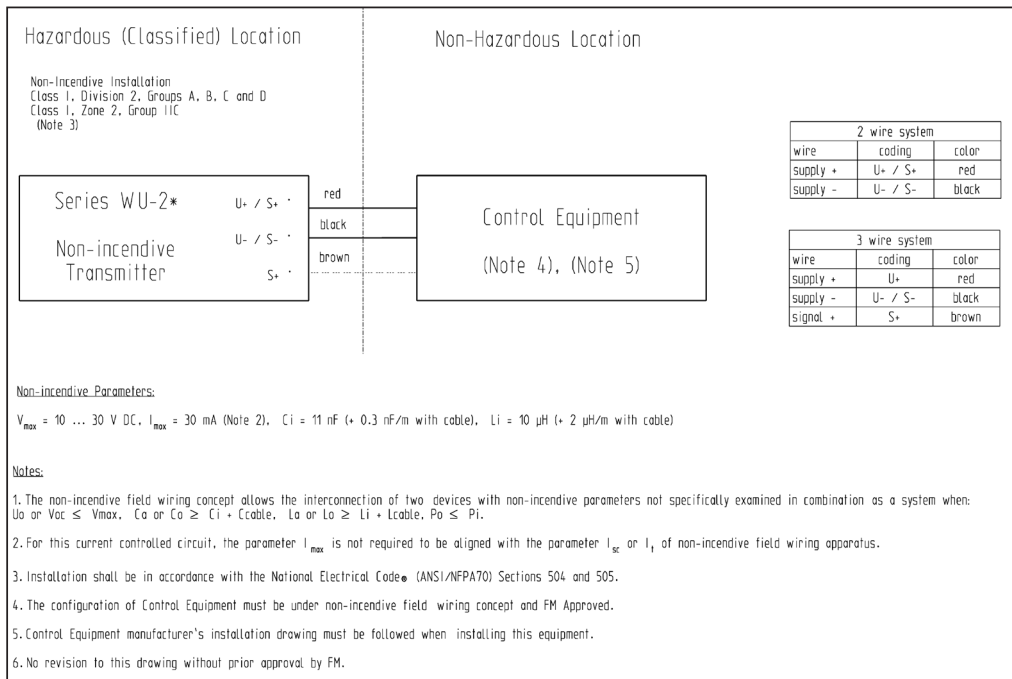 Hazardous (Classified) Location
Non-Hazardous Location
Non-Incendive Installation
Class I, Division 2, Groups A, B, C and D
Class I, Zone 2, Group IIC
(Note 3)
Series WU-2*
Non-incendive
Transmitter
U+ / S+
U- / S-
S+
red
black
brown
Control Equipment
(Note 4), (Note 5)
2 wire system
wire coding color
supply + U+ / S+ red
supply - U- / S- black
3 wire system
wire coding color
supply + U+ red
supply - U- / S- black
signal + S+ brown
Non-incendive Parameters:
Vmax = 10 ... 30 V DC, Imax = 30 mA (Note 2), Ci = 11 nF (+ 0.3 nF/m with cable), Li = 10 µH (+ 2 µH/m with cable)
Notes:
1. The non-incendive field wiring concept allows the interconnection of two devices with non-incendive parameters not specifically examined in combination as a system when:
Uo or Voc ≤ Vmax, Ca or Co ≥ Ci + Ccable, La or Lo ≥ Li + Lcable, Po ≤ Pi.
2. For this current controlled circuit, the parameter Imax is not required to be aligned with the parameter Isc or It of non-incendive field wiring apparatus.
3. Installation shall be in accordance with the National Electrical Code® (ANSI/NFPA70) Sections 504 and 505.
4. The configuration of Control Equipment must be under non-incendive field wiring concept and FM Approved.
5. Control Equipment manufacturer's installation drawing must be followed when installing this equipment.
6. No revision to this drawing without prior approval by FM.